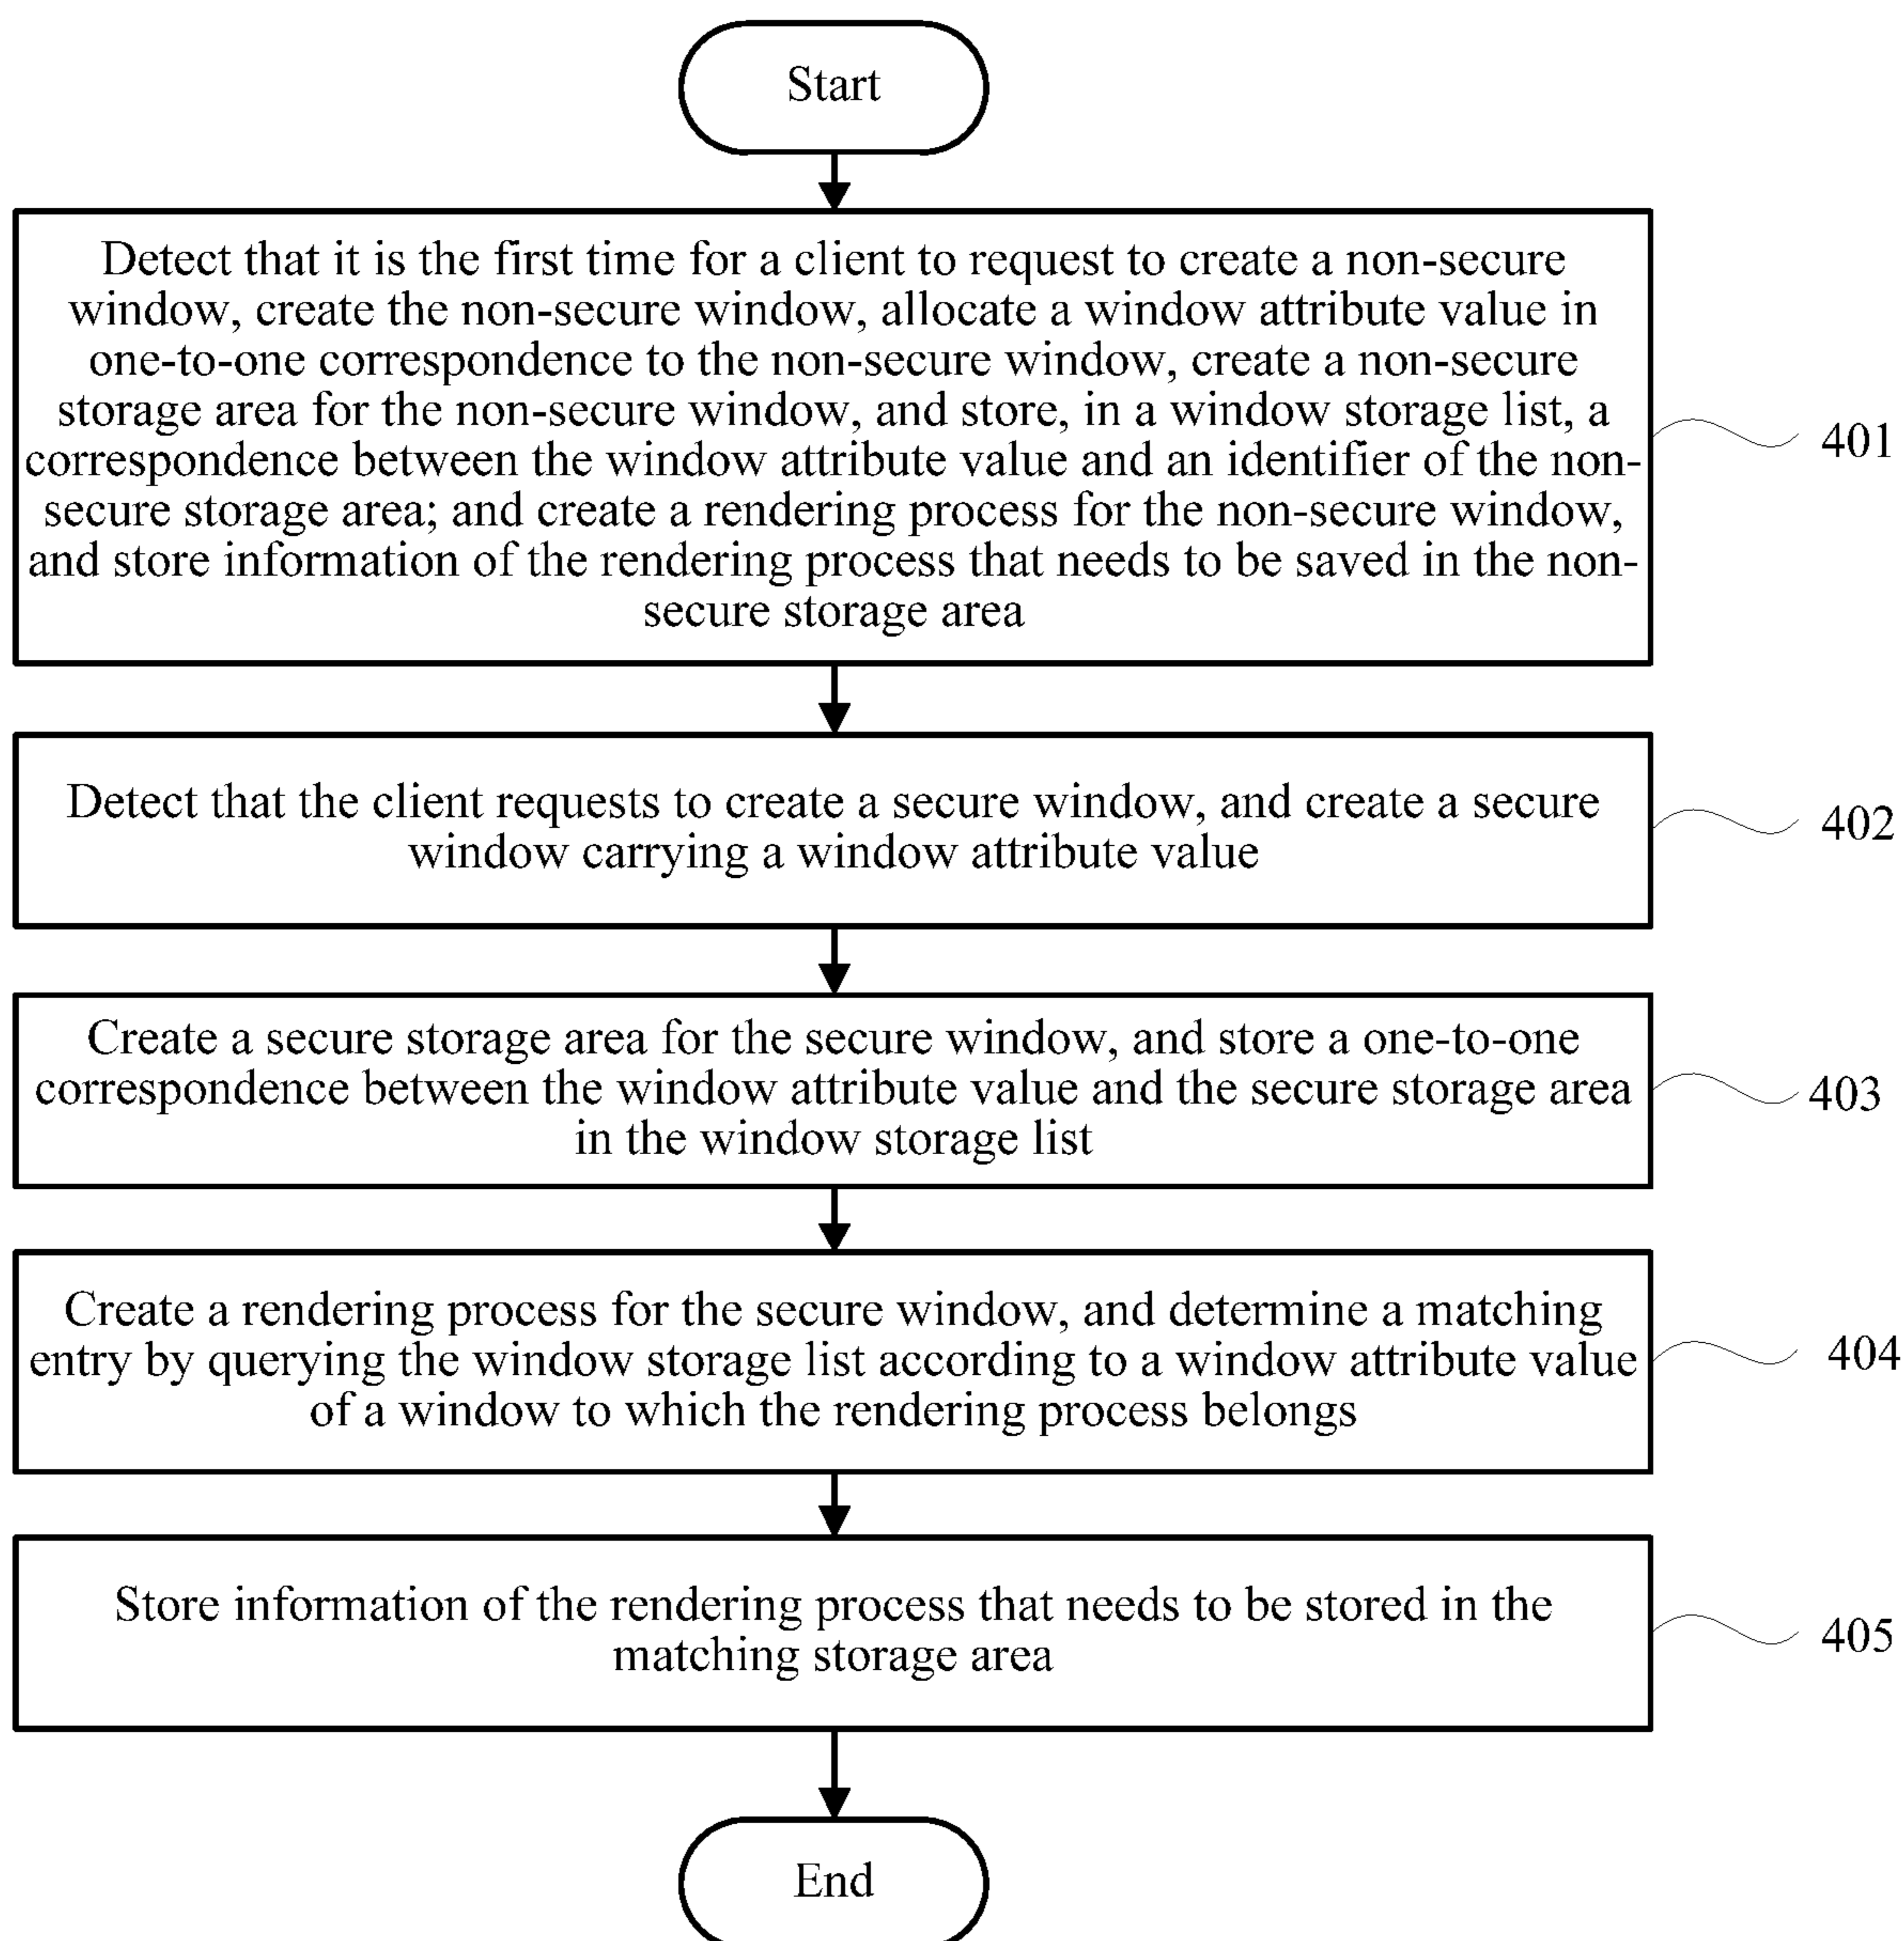 Start
Detect that it is the first time for a client to request to create a non-secure
window, create the non-secure window, allocate a window attribute value in
one-to-one correspondence to the non-secure window, create a non-secure
storage area for the non-secure window, and store, in a window storage list, a
correspondence between the window attribute value and an identifier of the non-
secure storage area; and create a rendering process for the non-secure window,
and store information of the rendering process that needs to be saved in the non-
secure storage area
401
Detect that the client requests to create a secure window, and create a secure
window carrying a window attribute value
402
Create a secure storage area for the secure window, and store a one-to-one
correspondence between the window attribute value and the secure storage area
in the window storage list
403
Create a rendering process for the secure window, and determine a matching
entry by querying the window storage list according to a window attribute value
of a window to which the rendering process belongs
404
Store information of the rendering process that needs to be stored in the
matching storage area
405
End